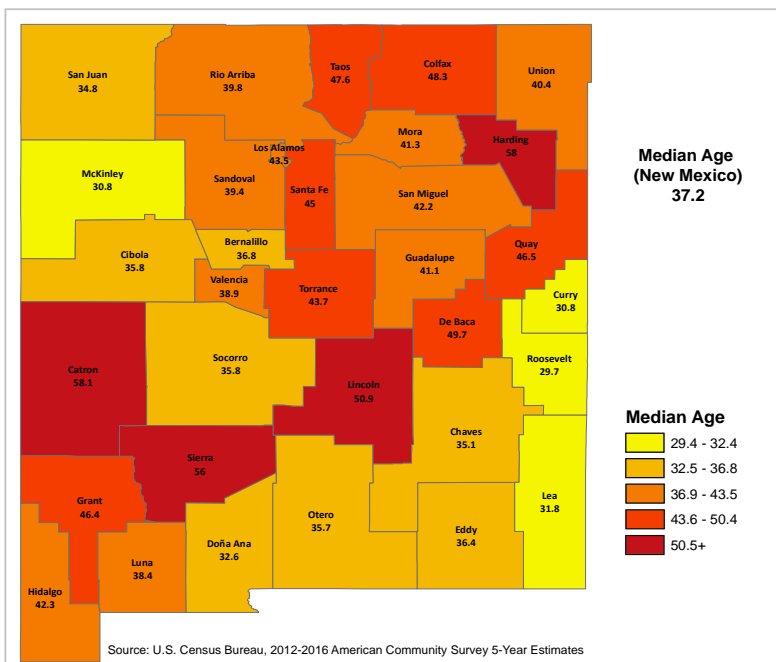 San Juan
34.8
Rio Arriba
39.8
Taos
47.6
Colfax
48.3
Union
40.4
Mora
41.3
Harding
58
Los Alamos
43.5
McKinley
30.8
Sandoval
39.4
Santa Fe
45
San Miguel
42.2
Median Age
(New Mexico)
37.2
Cibola
35.8
Bernalillo
36.8
Valencia
38.9
Torrance
43.7
Guadalupe
41.1
Quay
46.5
Curry
30.8
De Baca
49.7
Roosevelt
29.7
Catron
58.1
Socorro
35.8
Lincoln
50.9
Chaves
35.1
Sierra
56
Grant
46.4
Doña Ana
32.6
Otero
35.7
Eddy
36.4
Lea
31.8
Luna
38.4
Hidalgo
42.3
Median Age
29.4 - 32.4
32.5 - 36.8
36.9 - 43.5
43.6 - 50.4
50.5+
Source: U.S. Census Bureau, 2012-2016 American Community Survey 5-Year Estimates